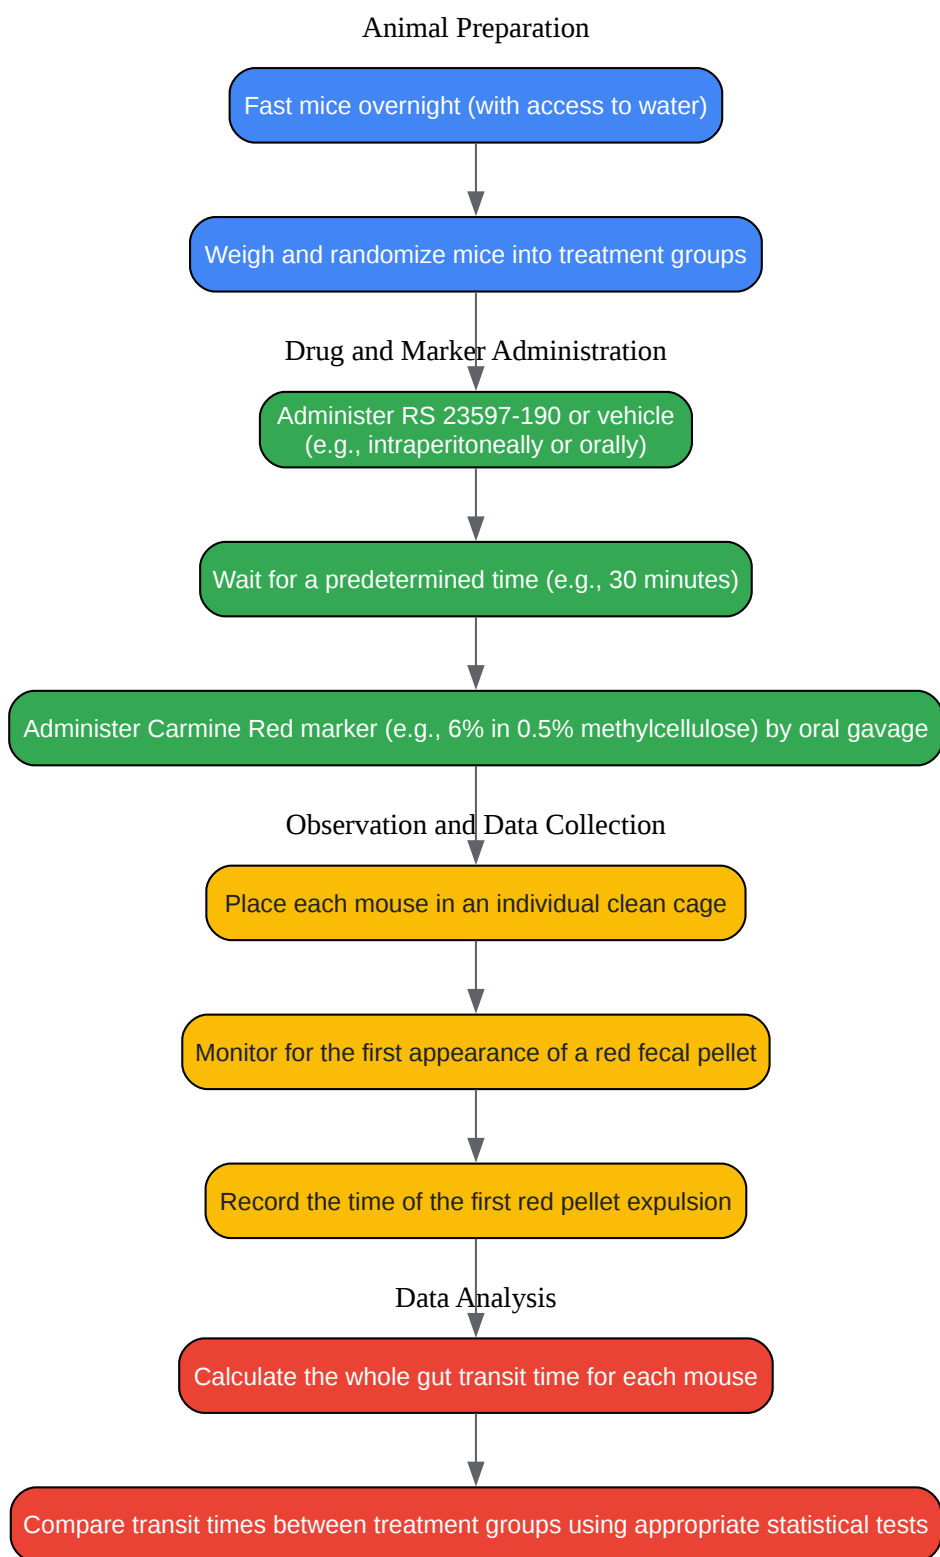 Animal Preparation
Fast mice overnight (with access to water)
Weigh and randomize mice into treatment groups
Drug and Marker Administration
Administer RS 23597-190 or vehicle
(e.g., intraperitoneally or orally)
Wait for a predetermined time (e.g., 30 minutes)
Administer Carmine Red marker (e.g., 6% in 0.5% methylcellulose) by oral gavage
Observation and Data Collection
Place each mouse in an individual clean cage
Monitor for the first appearance of a red fecal pellet
Record the time of the first red pellet expulsion
Data Analysis
Calculate the whole gut transit time for each mouse
Compare transit times between treatment groups using appropriate statistical tests